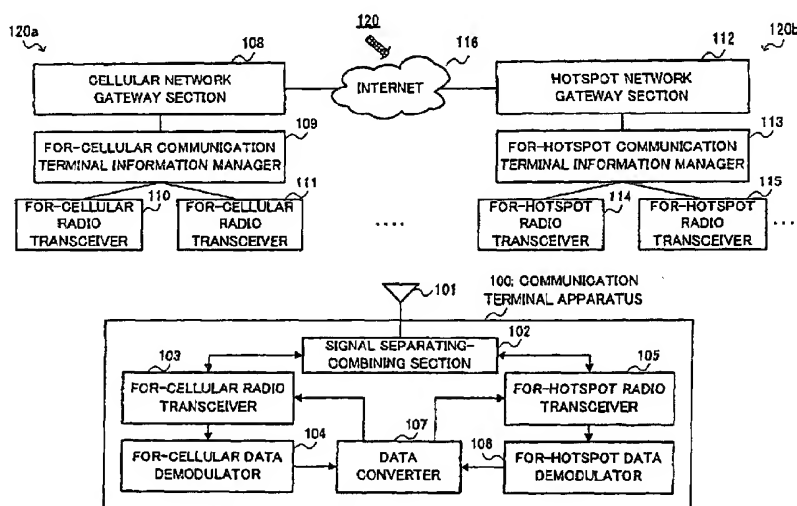 120a
108
120
116
112
120b
CELLULAR NETWORK
GATEWAY SECTION
INTERNET
HOTSPOT NETWORK
GATEWAY SECTION
109
113
FOR-CELLULAR COMMUNICATION
TERMINAL INFORMATION MANAGER
FOR-HOTSPOT COMMUNICATION
TERMINAL INFORMATION MANAGER
110
111
114
115
FOR-CELLULAR
RADIO
TRANSCEIVER
FOR-CELLULAR
RADIO
TRANSCEIVER
....
FOR-HOTSPOT
RADIO
TRANSCEIVER
FOR-HOTSPOT
RADIO
TRANSCEIVER
...
101
100; COMMUNICATION
TERMINAL APPARATUS
102
SIGNAL SEPARATING-
COMBINING SECTION
103
105
FOR-CELLULAR RADIO
TRANSCEIVER
FOR-HOTSPOT RADIO
TRANSCEIVER
104
107
106
FOR-CELLULAR DATA
DEMODULATOR
DATA
CONVERTER
FOR-HOTSPOT DATA
DEMODULATOR